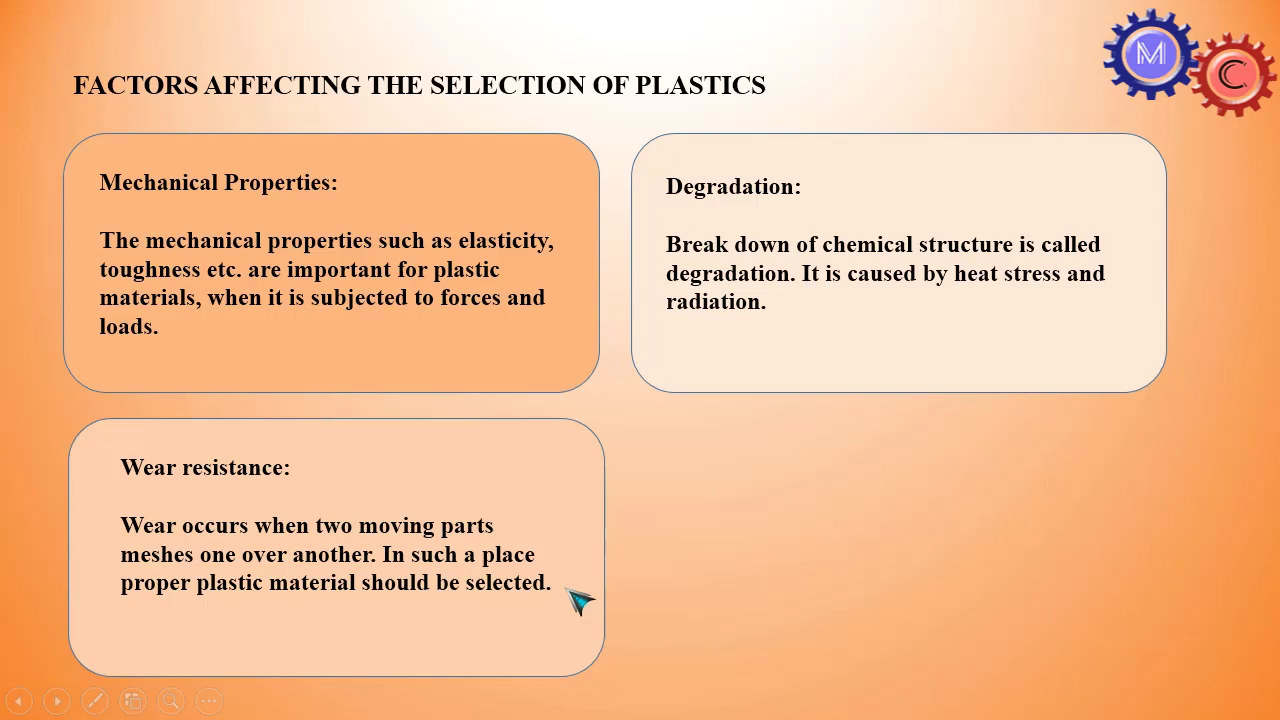 FACTORS AFFECTING THE SELECTION OF PLASTICS
M
C
Mechanical Properties:
The mechanical properties such as elasticity,
toughness etc. are important for plastic
materials, when it is subjected to forces and
loads.
Degradation:
Break down of chemical structure is called
degradation. It is caused by heat stress and
radiation.
Wear resistance:
Wear occurs when two moving parts
meshes one over another. In such a place
proper plastic material should be selected.